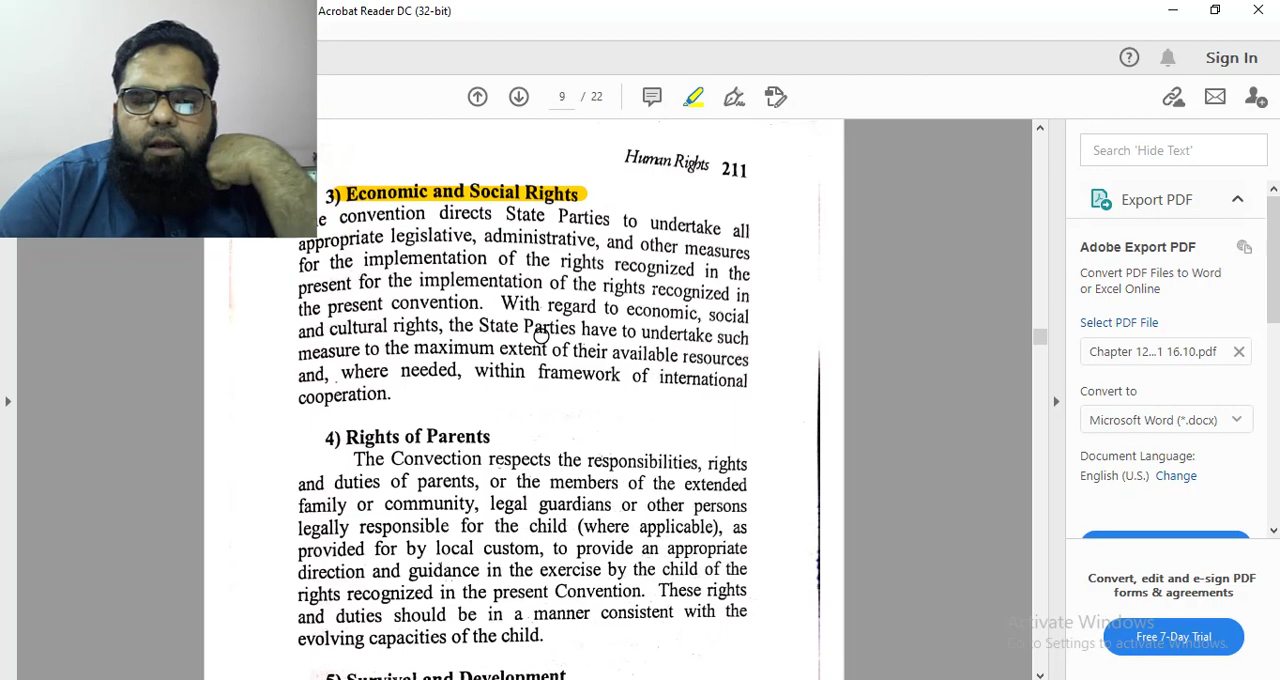 Acrobat Reader DC (32-bit)
Sign In
9 / 22
Search 'Hide Text'
Export PDF
Adobe Export PDF
Convert PDF Files to Word
or Excel Online
Select PDF File
Chapter 12...1 16.10.pdf
Convert to
Microsoft Word (*.docx)
Document Language:
English (U.S.) Change
Convert, edit and e-sign PDF
forms & agreements
Free 7-Day Trial
Activate Windows
Go to Settings to activate Windows.
Human Rights 211
3) Economic and Social Rights
convention directs State Parties to undertake all
appropriate legislative, administrative, and other measures
for the implementation of the rights recognized in the
present for the implementation of the rights recognized in
the present convention. With regard to economic, social
and cultural rights, the State Parties have to undertake such
measure to the maximum extent of their available resources
and, where needed, within framework of international
cooperation.
4) Rights of Parents
The Convection respects the responsibilities, rights
and duties of parents, or the members of the extended
family or community, legal guardians or other persons
legally responsible for the child (where applicable), as
provided for by local custom, to provide an appropriate
direction and guidance in the exercise by the child of the
rights recognized in the present Convention. These rights
and duties should be in a manner consistent with the
evolving capacities of the child.
5) Survival and Development